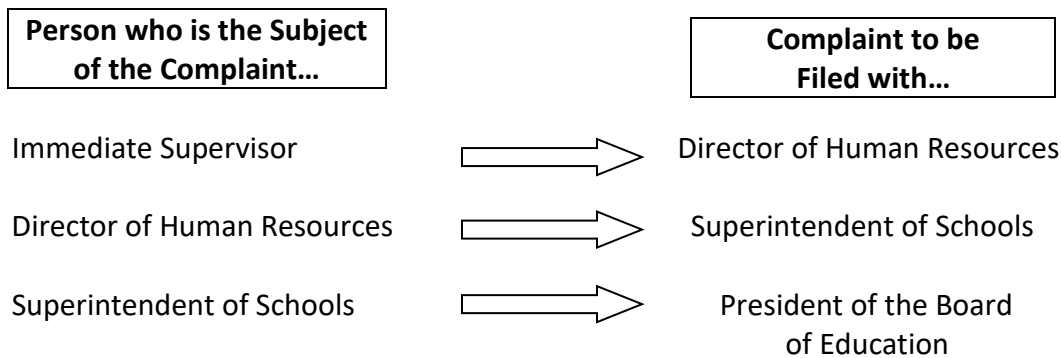 Person who is the Subject
of the Complaint…
Complaint to be
Filed with…
Immediate Supervisor
Director of Human Resources
Director of Human Resources
Superintendent of Schools
Superintendent of Schools
President of the Board
of Education